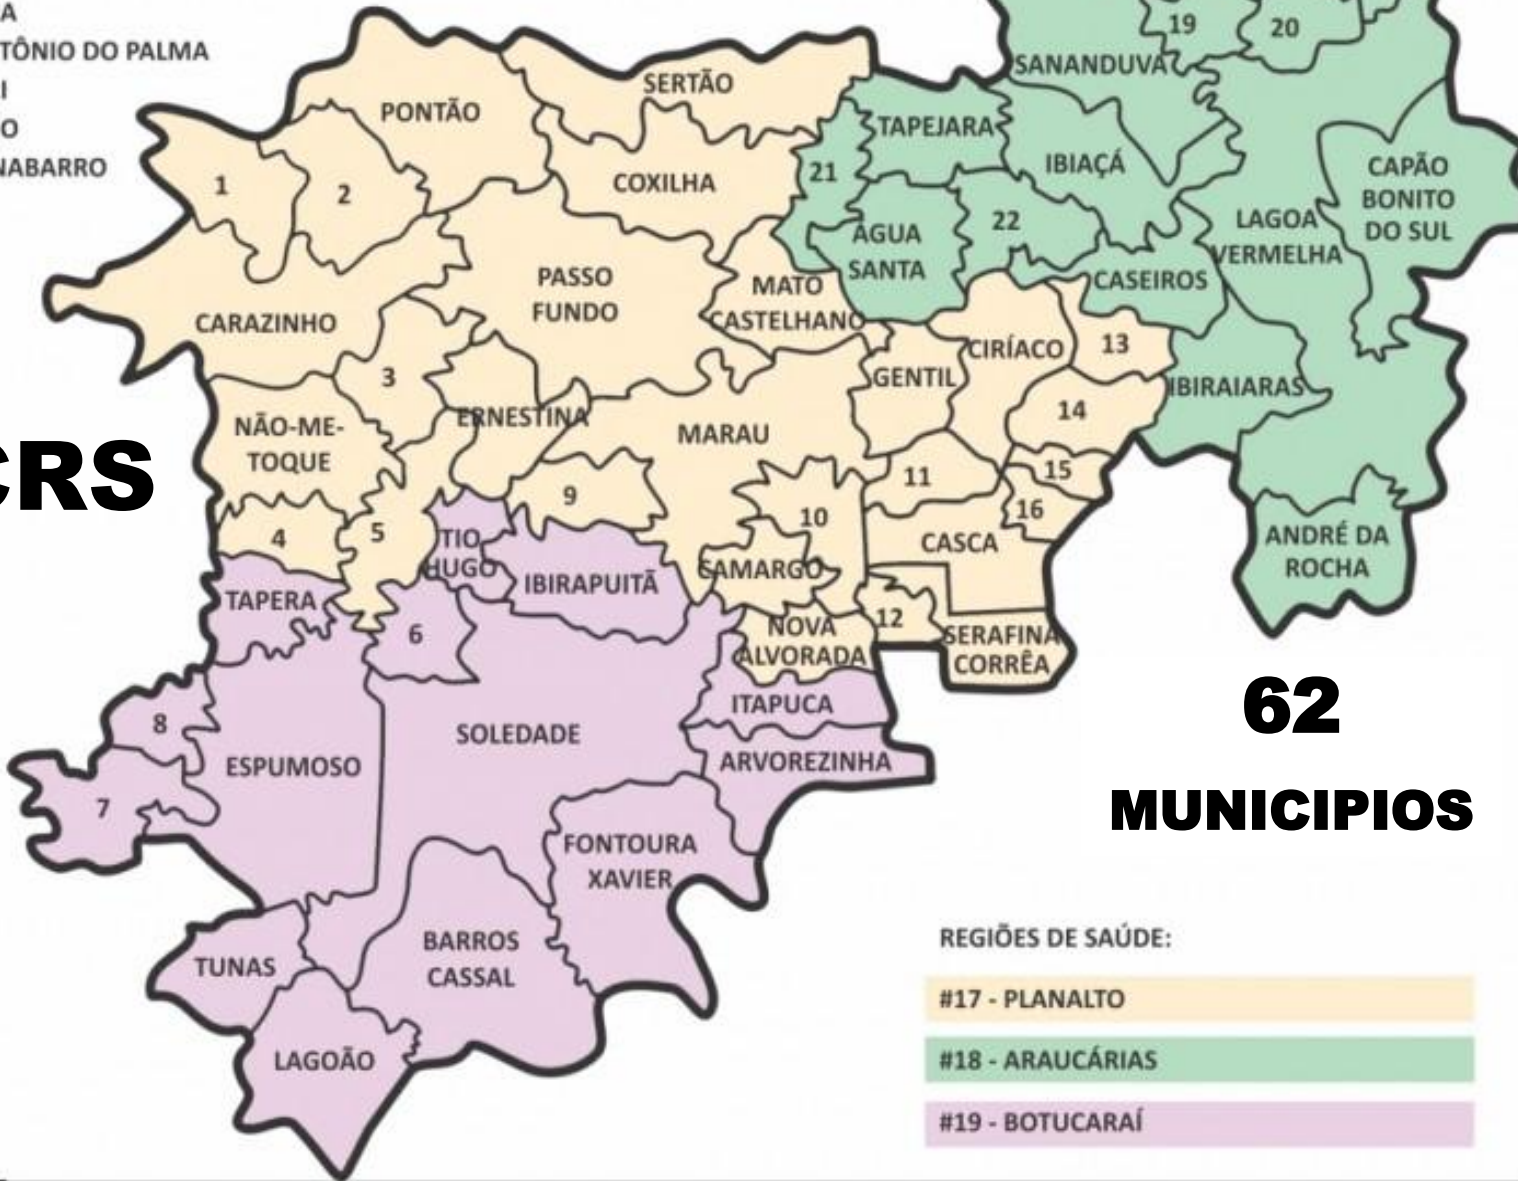 A
TÔNIO DO PALMA
I
O
NABARRO
CRS
19
20
SANANDUVA
SERTÃO
PONTÃO
TAPEJARA
IBIAÇÁ
CAPÃO
BONITO
DO SUL
1
2
COXILHA
21
22
ÁGUA
SANTA
LAGOA
VERMELHA
CASEIROS
PASSO
FUNDO
MATO
CASTELHANO
CARAZINHO
3
GENTIL
CIRÍACO
13
IBIRAIARAS
14
ERNESTINA
NÃO-ME-
TOQUE
MARAU
11
15
16
9
10
4
5
TIO
HUGO
CASCA
ANDRÉ DA
ROCHA
CAMARGO
IBIRAPUITÃ
TAPERA
6
12
NOVA
ALVORADA
SERAFINA
CORRÊA
ITAPUCA
8
SOLEDADE
ESPUMOSO
ARVOREZINHA
7
FONTOURA
XAVIER
BARROS
CASSAL
TUNAS
LAGOÃO
62
MUNICIPIOS
REGIÕES DE SAÚDE:
#17 - PLANALTO
#18 - ARAUCÁRIAS
#19 - BOTUCARAÍ